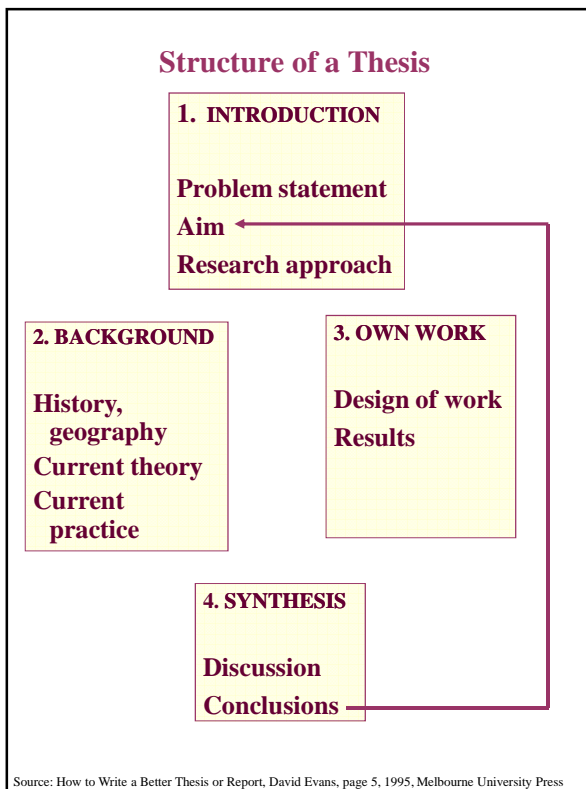 Structure of a Thesis
1. INTRODUCTION
Problem statement
Aim
Research approach
2. BACKGROUND
History,
geography
Current theory
Current
practice
3. OWN WORK
Design of work
Results
4. SYNTHESIS
Discussion
Conclusions
Source: How to Write a Better Thesis or Report, David Evans, page 5, 1995, Melbourne University Press